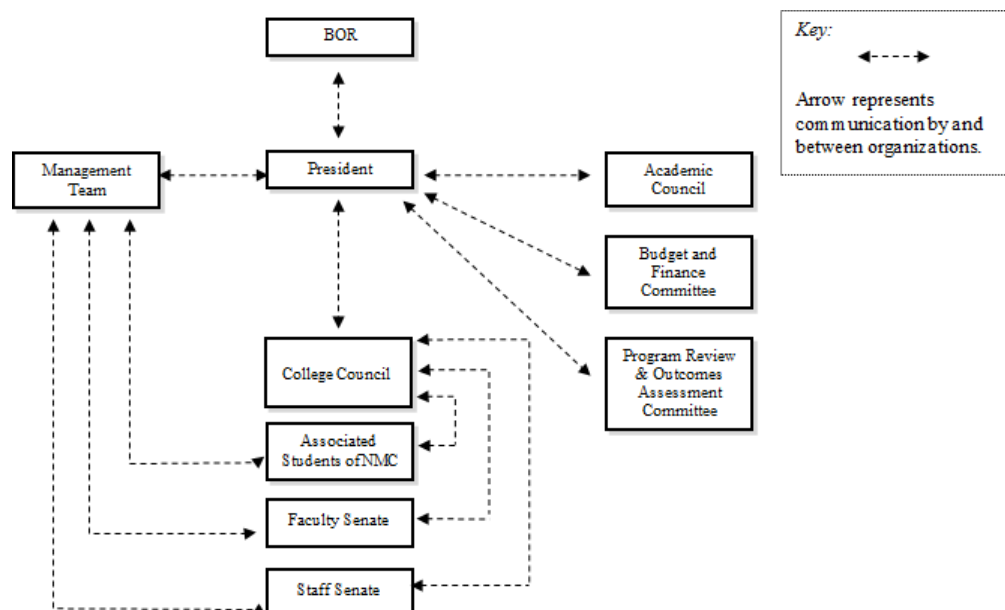 BOR
Key:
Arrow represents
communication by and
between organizations.
Management
Team
President
Academic
Council
Budget and
Finance
Committee
College Council
Program Review
& Outcomes
Assessment
Committee
Associated
Students of NMC
Faculty Senate
Staff Senate